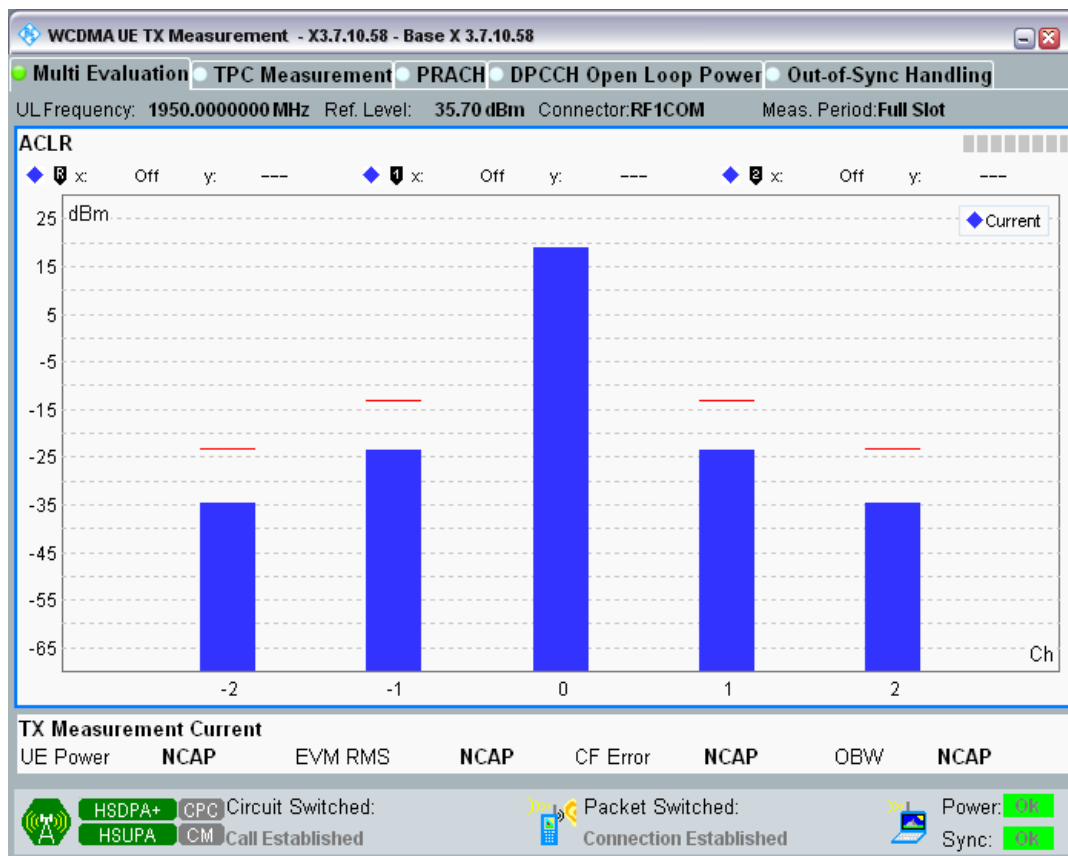 WCDMA UE TX Measurement - X3.7.10.58 - Base X 3.7.10.58
Multi Evaluation TPC Measurement PRACH DPCCH Open Loop Power Out-of-Sync Handling
UL Frequency: 1950.0000000 MHz Ref. Level: 35.70 dBm Connector:RF1COM Meas. Period:Full Slot
ACLR
R x: Off y: --- 1 x: Off y: --- 2 x: Off y: ---
dBm
Current
25
15
5
-5
-15
-25
-35
-45
-55
-65
Ch
-2 -1 0 1 2
TX Measurement Current
UE Power NCAP EVM RMS NCAP CF Error NCAP OBW NCAP
HSDPA+ CPC Circuit Switched: Packet Switched: Power: OK
HSUPA CM Call Established Connection Established Sync: OK